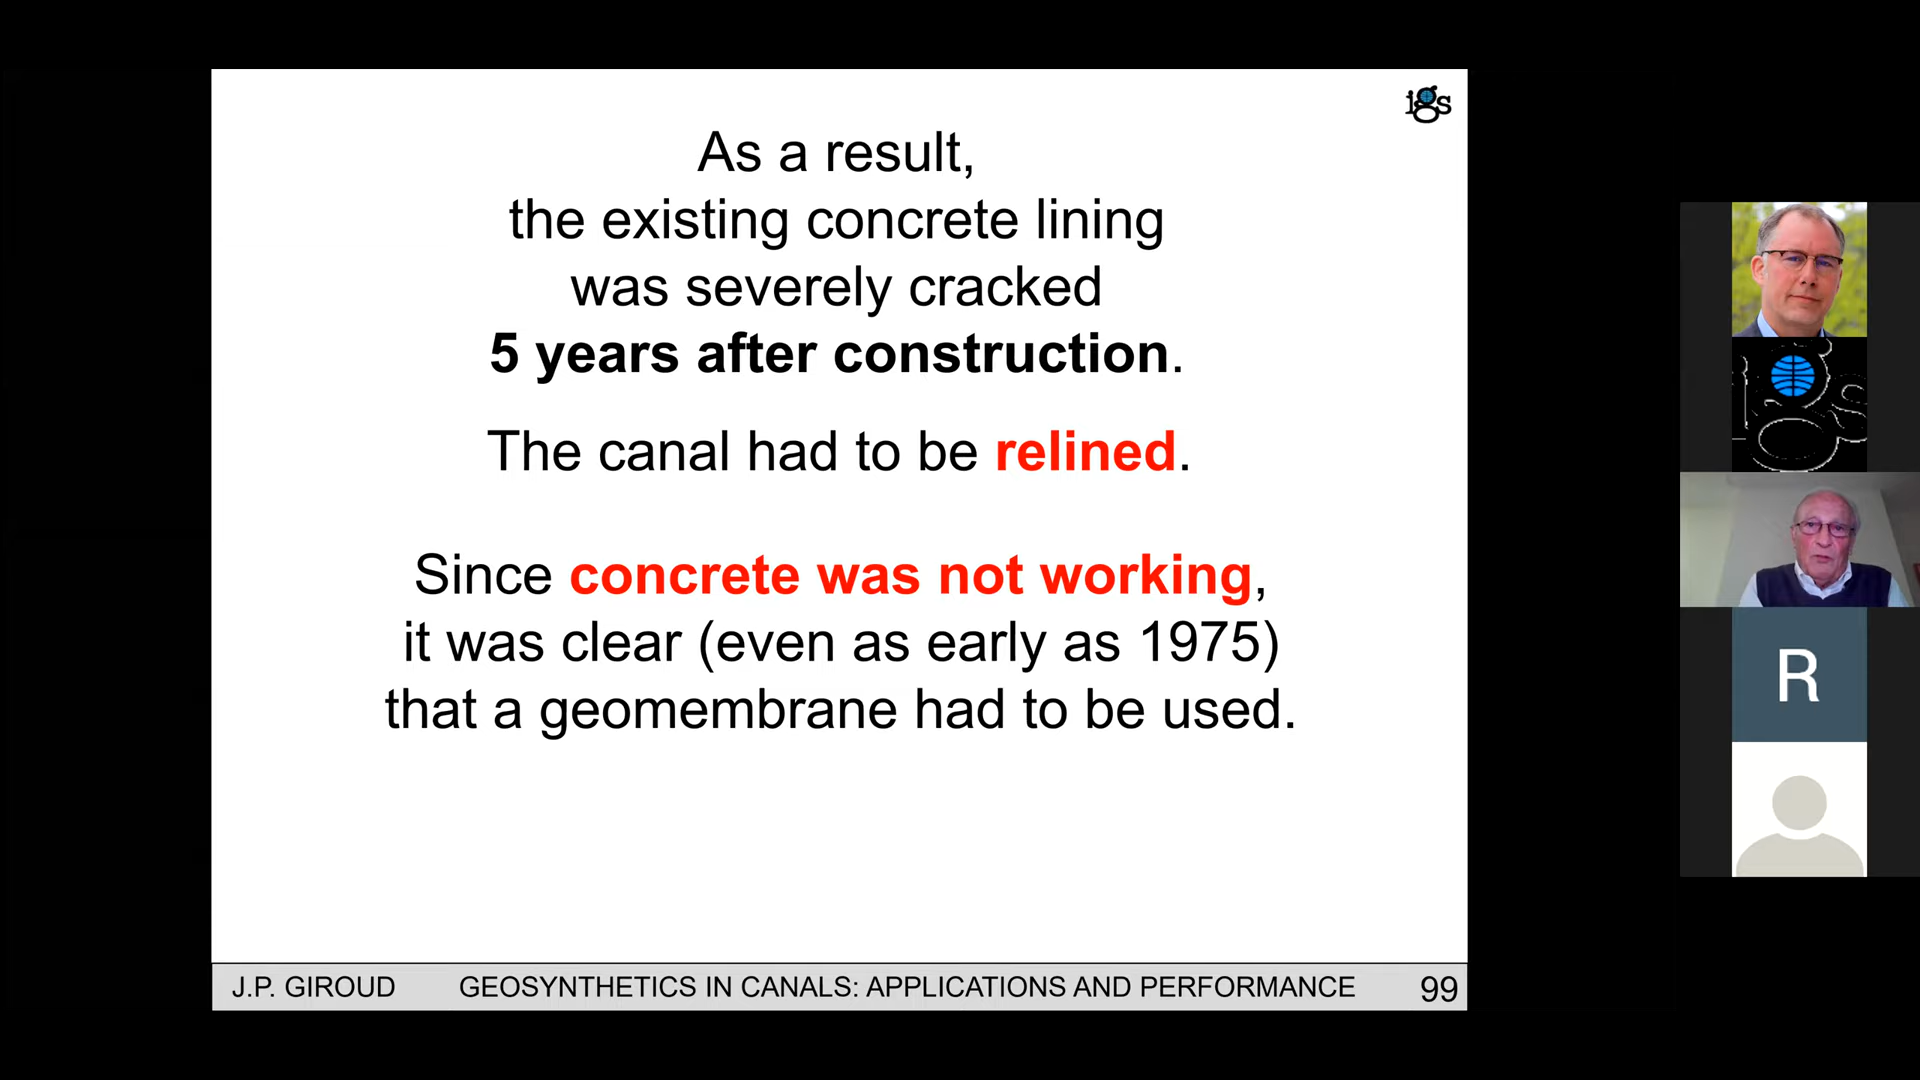 igs
As a result,
the existing concrete lining
was severely cracked
5 years after construction.
The canal had to be relined.
Since concrete was not working,
it was clear (even as early as 1975)
that a geomembrane had to be used.
J.P. GIROUD GEOSYNTHETICS IN CANALS: APPLICATIONS AND PERFORMANCE 99
igs
R